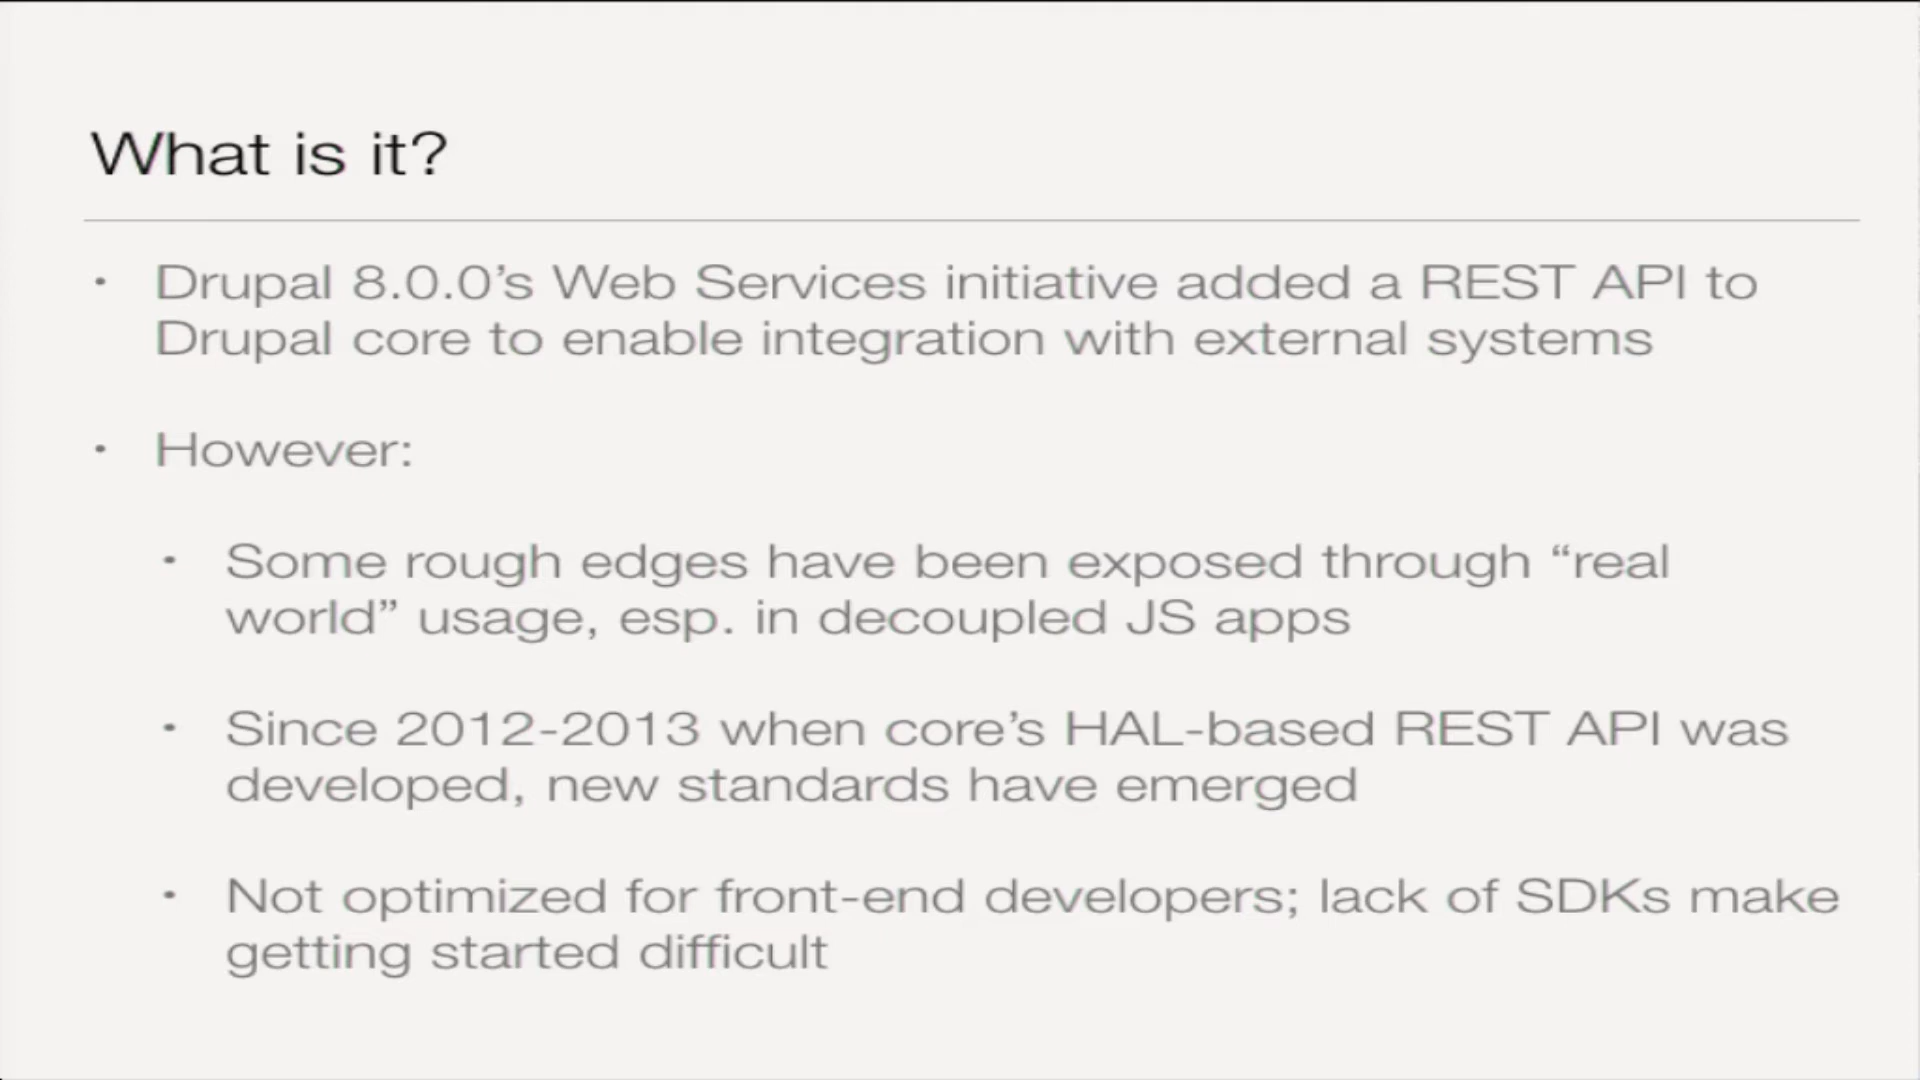 What is it?
• Drupal 8.0.0’s Web Services initiative added a REST API to
Drupal core to enable integration with external systems
• However:
• Some rough edges have been exposed through “real
world” usage, esp. in decoupled JS apps
• Since 2012-2013 when core’s HAL-based REST API was
developed, new standards have emerged
• Not optimized for front-end developers; lack of SDKs make
getting started difficult